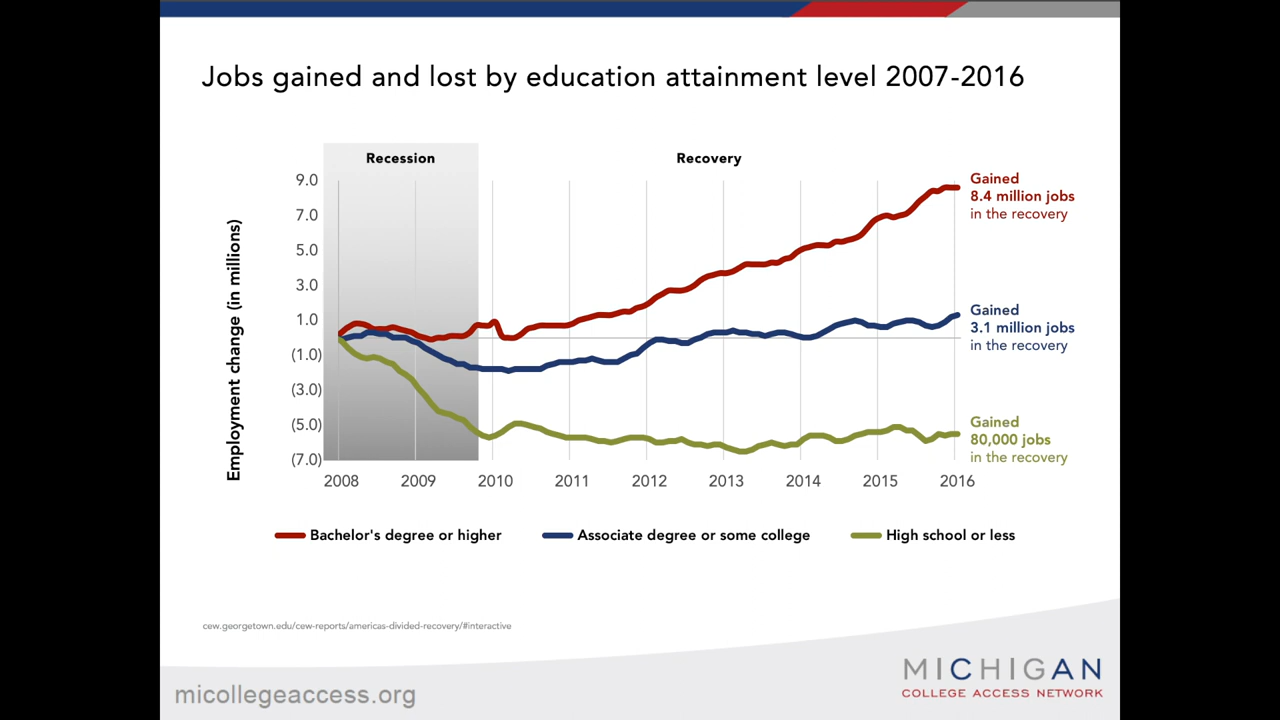 Jobs gained and lost by education attainment level 2007-2016
Recession
Recovery
Employment change (in millions)
9.0
7.0
5.0
3.0
1.0
(1.0)
(3.0)
(5.0)
(7.0)
Gained
8.4 million jobs
in the recovery
Gained
3.1 million jobs
in the recovery
Gained
80,000 jobs
in the recovery
2008 2009 2010 2011 2012 2013 2014 2015 2016
Bachelor's degree or higher Associate degree or some college High school or less
cew.georgetown.edu/cew-reports/americas-divided-recovery/#interactive
micollegeaccess.org
MICHIGAN
COLLEGE ACCESS NETWORK